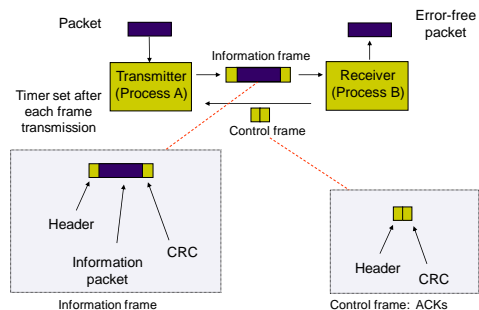 Packet
Error-free
packet
Information frame
Transmitter
(Process A)
Receiver
(Process B)
Timer set after
each frame
transmission
Control frame
Header
Information
packet
CRC
Header
CRC
Information frame
Control frame: ACKs